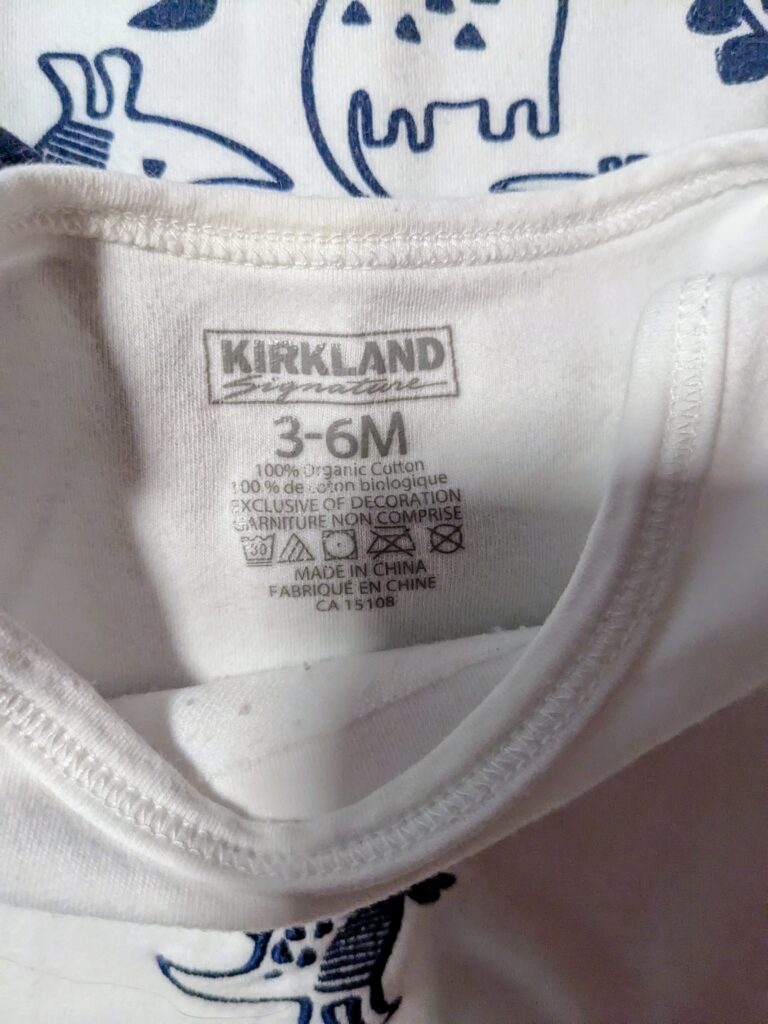 KIRKLAND
Signature
3-6M
100% Organic Cotton
100 % de coton biologique
EXCLUSIVE OF DECORATION
GARNITURE NON COMPRISE
30
MADE IN CHINA
FABRIQUÉ EN CHINE
CA 15108